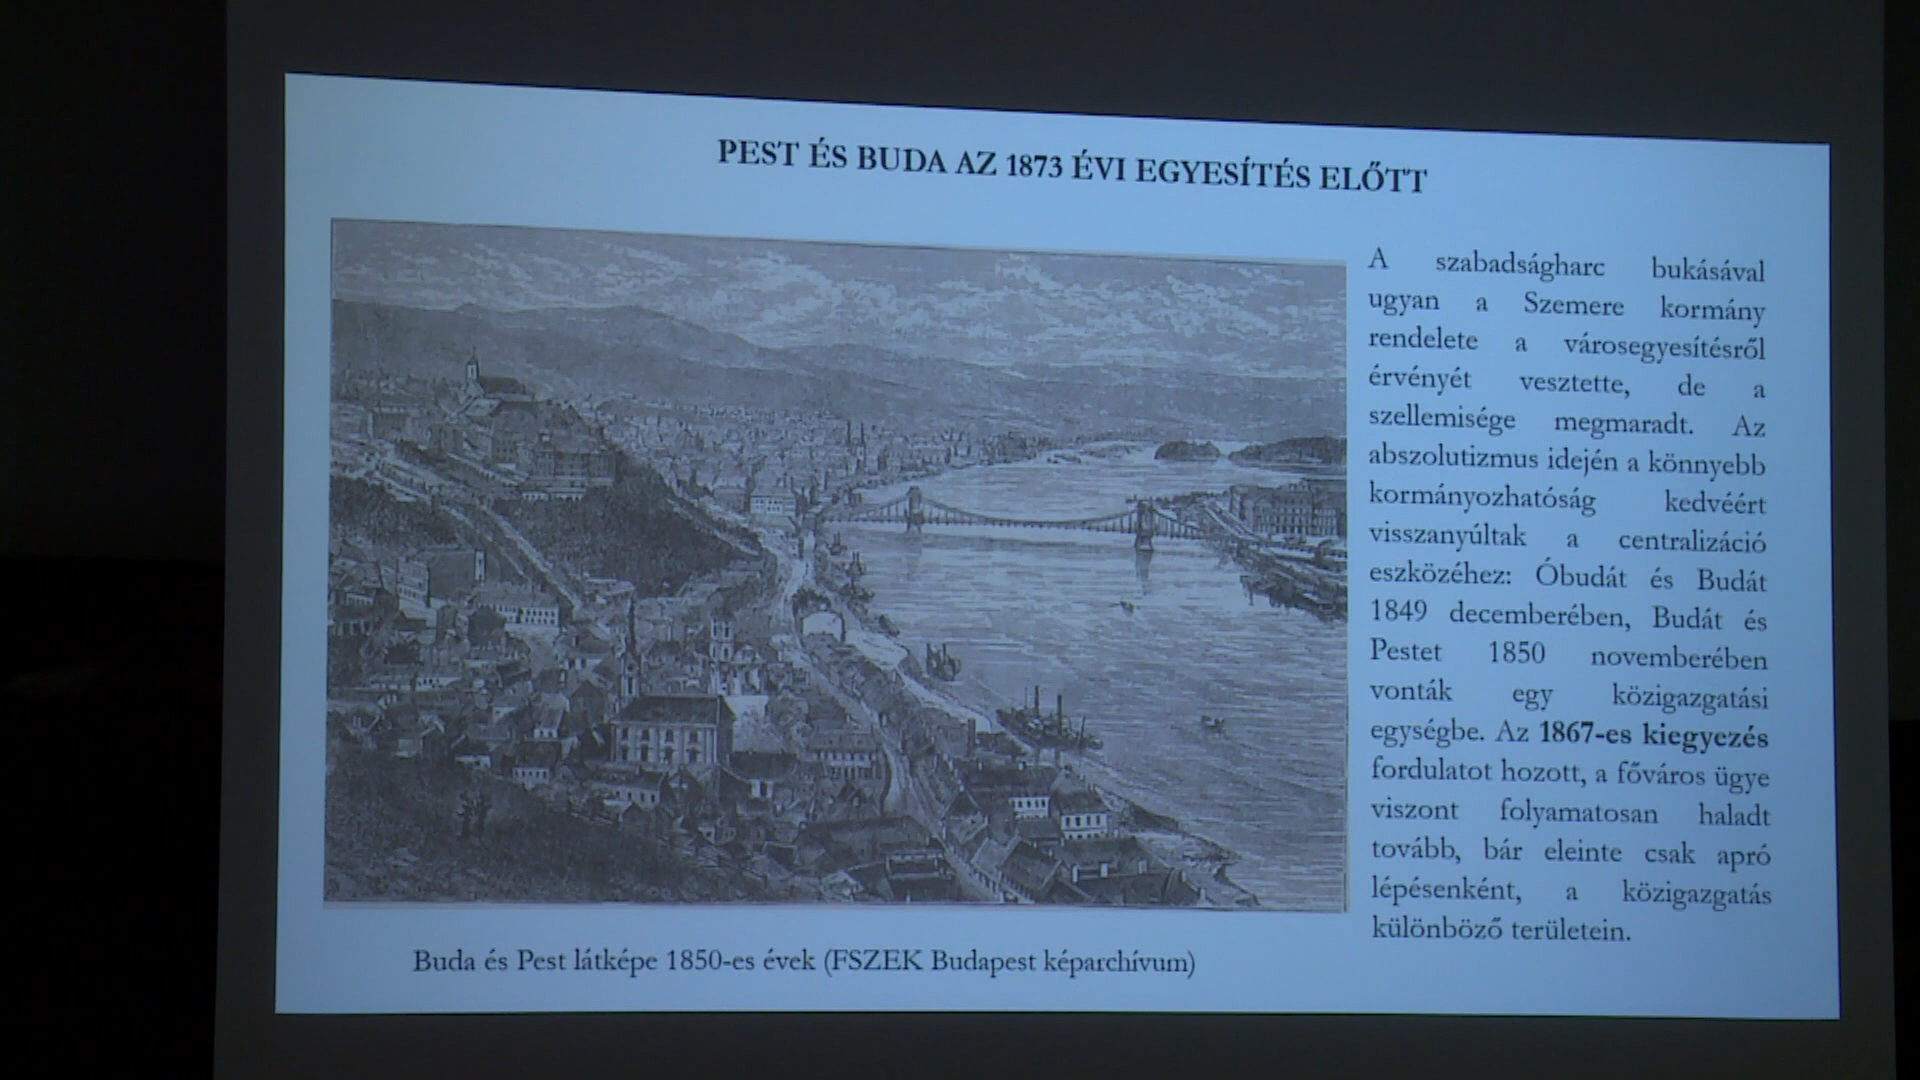 PEST ÉS BUDA AZ 1873 ÉVI EGYESÍTÉS ELŐTT
A szabadságharc bukásával
ugyan a Szemere kormány
rendelete a városegyesítésről
érvényét vesztette, de a
szellemisége megmaradt. Az
abszolutizmus idején a könnyebb
kormányozhatóság kedvéért
visszanyúltak a centralizáció
eszközéhez: Óbudát és Budát
1849 decemberében, Budát és
Pestet 1850 novemberében
vonták egy közigazgatási
egységbe. Az 1867-es kiegyezés
fordulatot hozott, a főváros ügye
viszont folyamatosan haladt
tovább, bár eleinte csak apró
lépésenként, a közigazgatás
különböző területein.
Buda és Pest látképe 1850-es évek (FSZEK Budapest képarchívum)